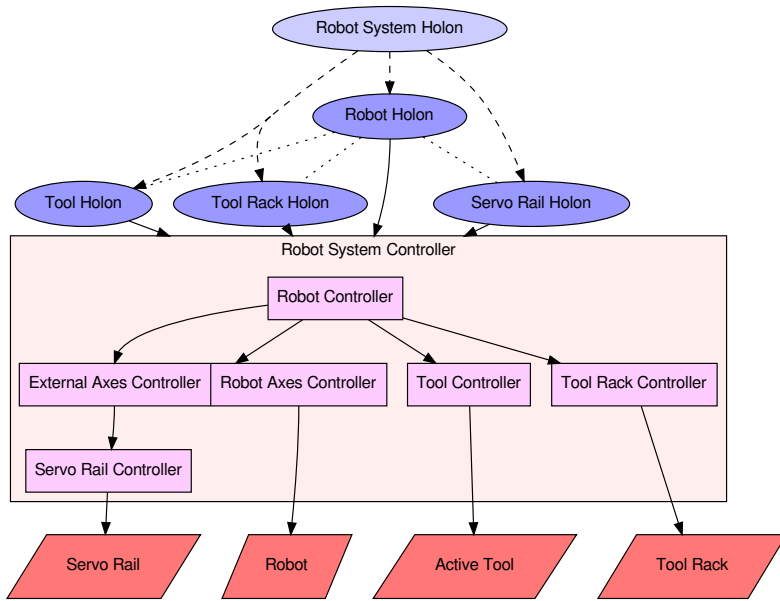 Robot System Holon
Robot Holon
Tool Holon
Tool Rack Holon
Servo Rail Holon
Robot System Controller
Robot Controller
External Axes Controller
Robot Axes Controller
Tool Controller
Tool Rack Controller
Servo Rail Controller
Servo Rail
Robot
Active Tool
Tool Rack